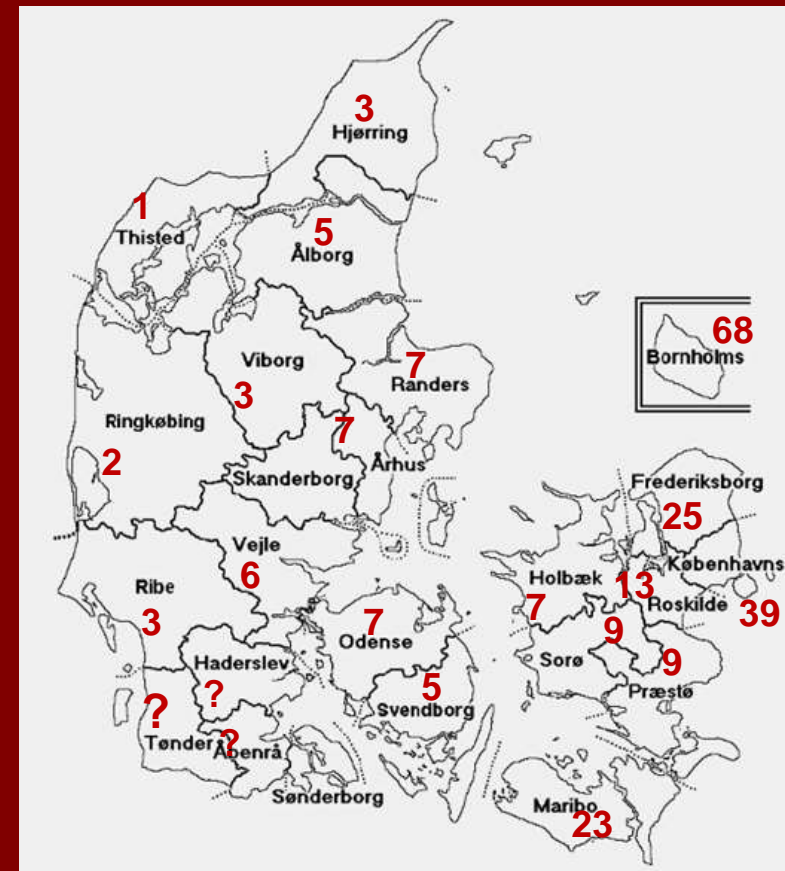 3
Hjørring
1
Thisted
5
Ålborg
68
Bornholms
Viborg
3
7
Randers
Ringkøbing
2
7
Århus
Skanderborg
Frederiksborg
25
Vejle
6
Københavns
Holbæk
13
7
Roskilde
39
Ribe
3
7
Odense
9
Sorø
9
Haderslev
?
5
Svendborg
Præstø
?
Tønder
?
Åbenrå
Sønderborg
Maribo
23